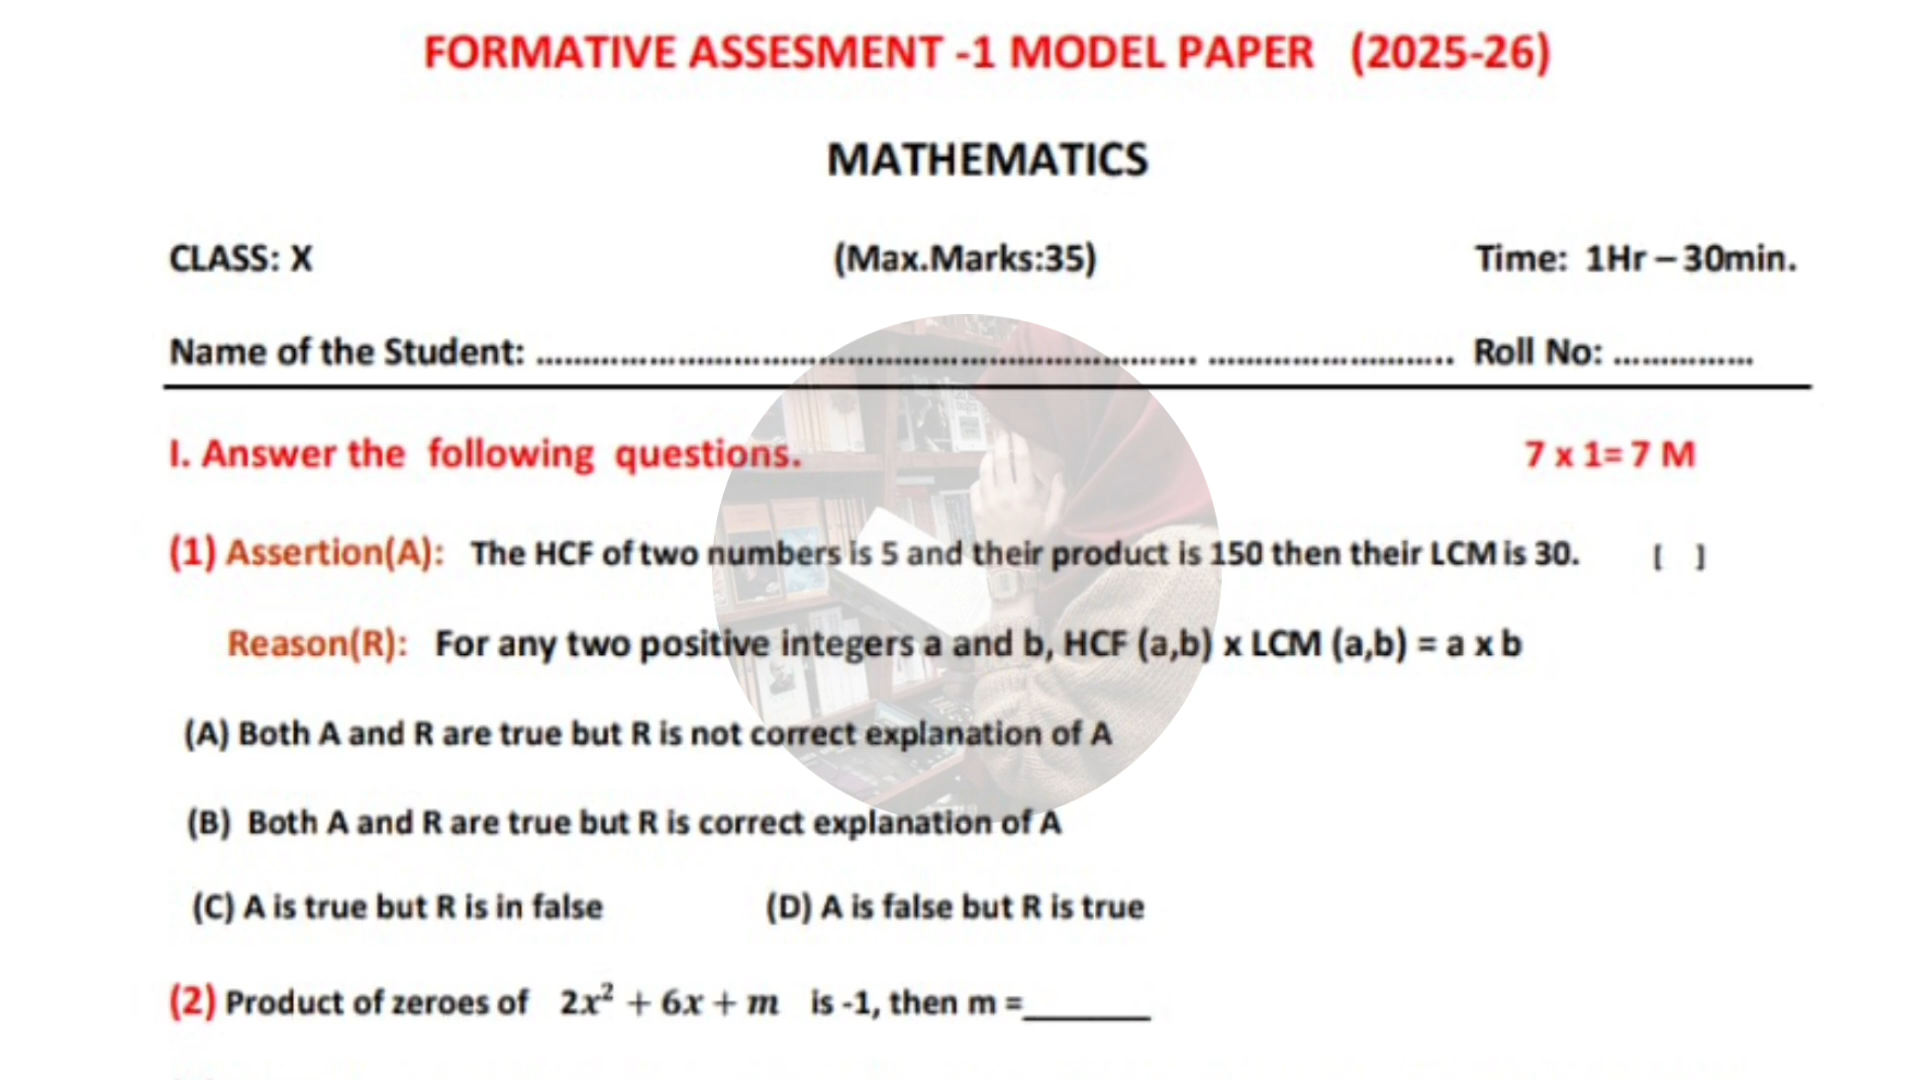 FORMATIVE ASSESMENT -1 MODEL PAPER (2025-26)
MATHEMATICS
CLASS: X (Max.Marks:35) Time: 1Hr – 30min.
Name of the Student: ........................................................................ ........................... Roll No: ...............
I. Answer the following questions. 7 x 1= 7 M
(1) Assertion(A): The HCF of two numbers is 5 and their product is 150 then their LCM is 30. [ ]
Reason(R): For any two positive integers a and b, HCF (a,b) x LCM (a,b) = a x b
(A) Both A and R are true but R is not correct explanation of A
(B) Both A and R are true but R is correct explanation of A
(C) A is true but R is in false (D) A is false but R is true
(2) Product of zeroes of 2x² + 6x + m is -1, then m =_______